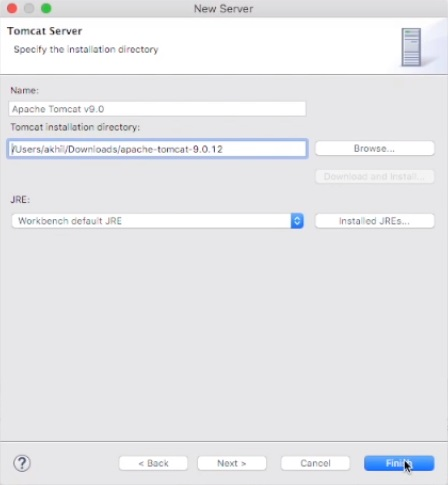 New Server
Tomcat Server
Specify the installation directory
Name:
Apache Tomcat v9.0
Tomcat installation directory:
/Users/akhil/Downloads/apache-tomcat-9.0.12
Browse...
Download and Install...
JRE:
Workbench default JRE
Installed JREs...
?
< Back
Next >
Cancel
Finish